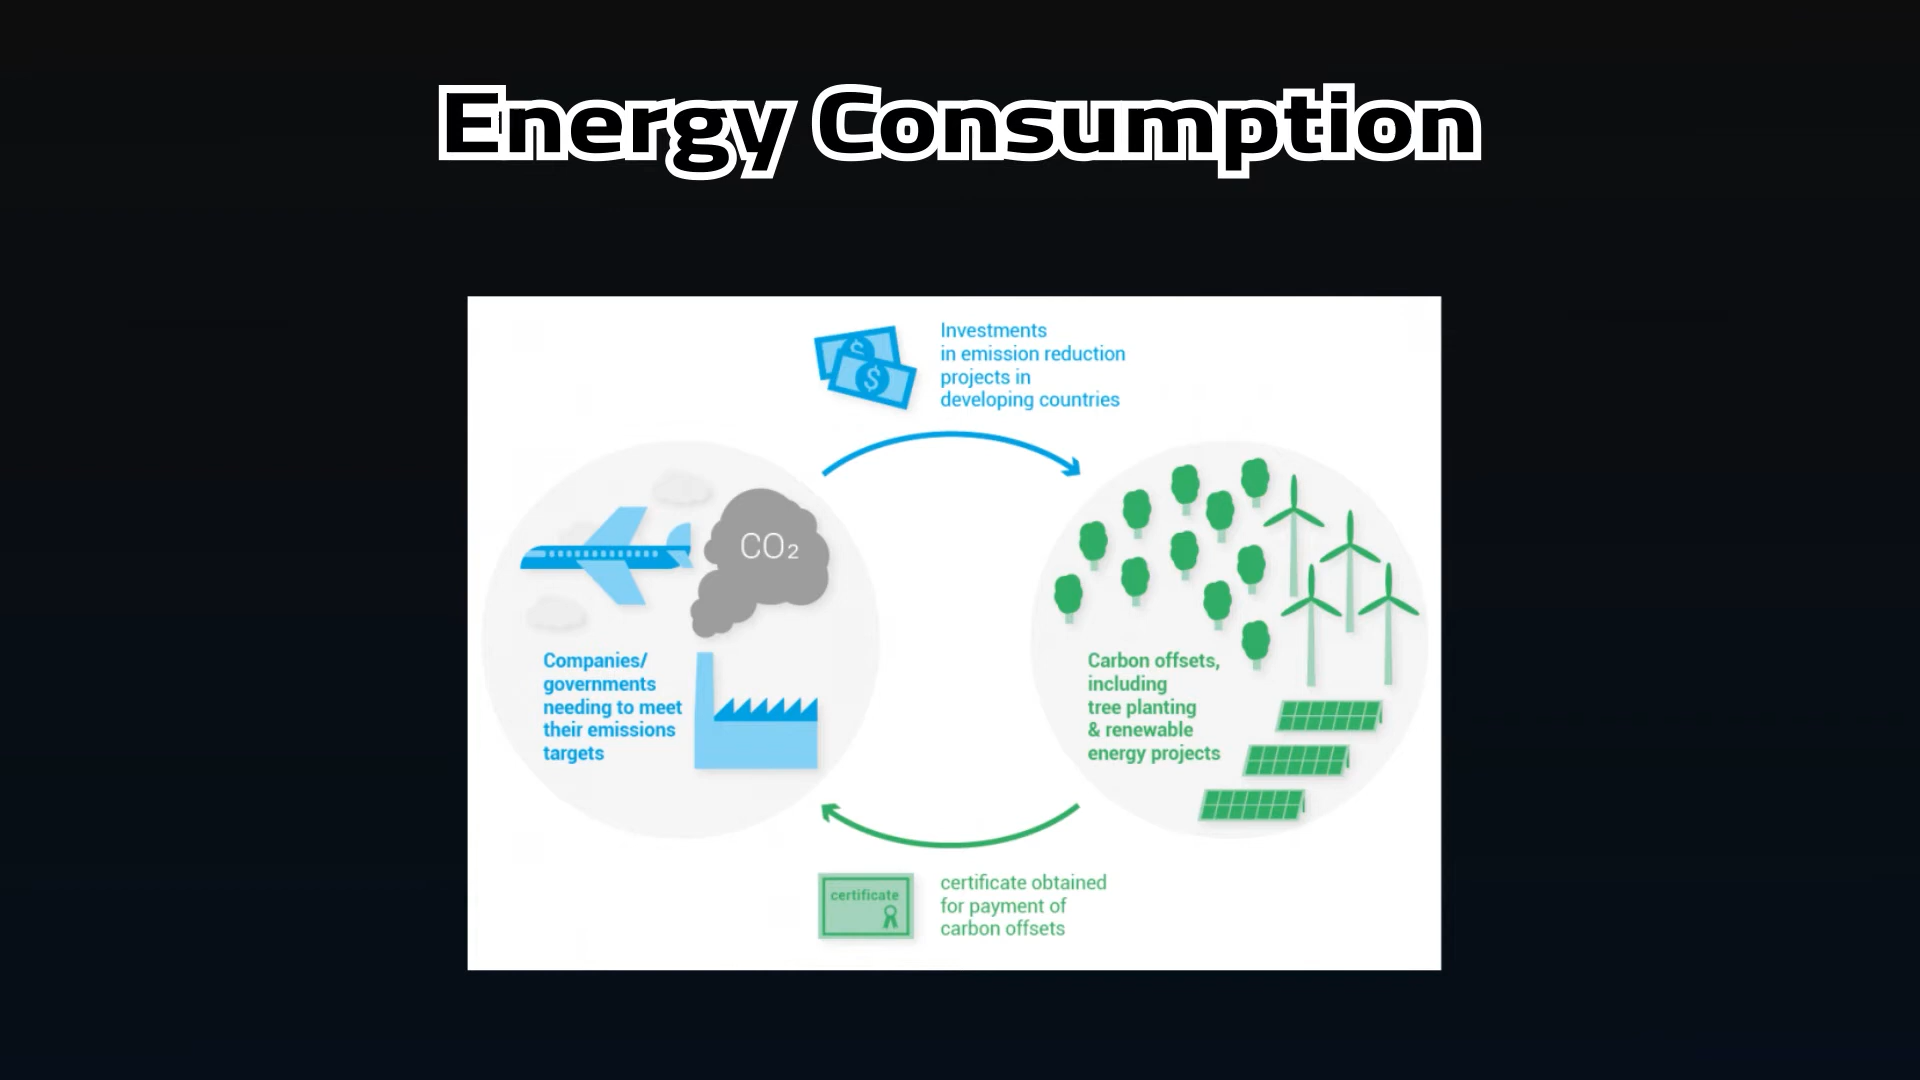 Energy Consumption
Investments
in emission reduction
projects in
developing countries
CO₂
Companies/
governments
needing to meet
their emissions
targets
Carbon offsets,
including
tree planting
& renewable
energy projects
certificate
certificate obtained
for payment of
carbon offsets